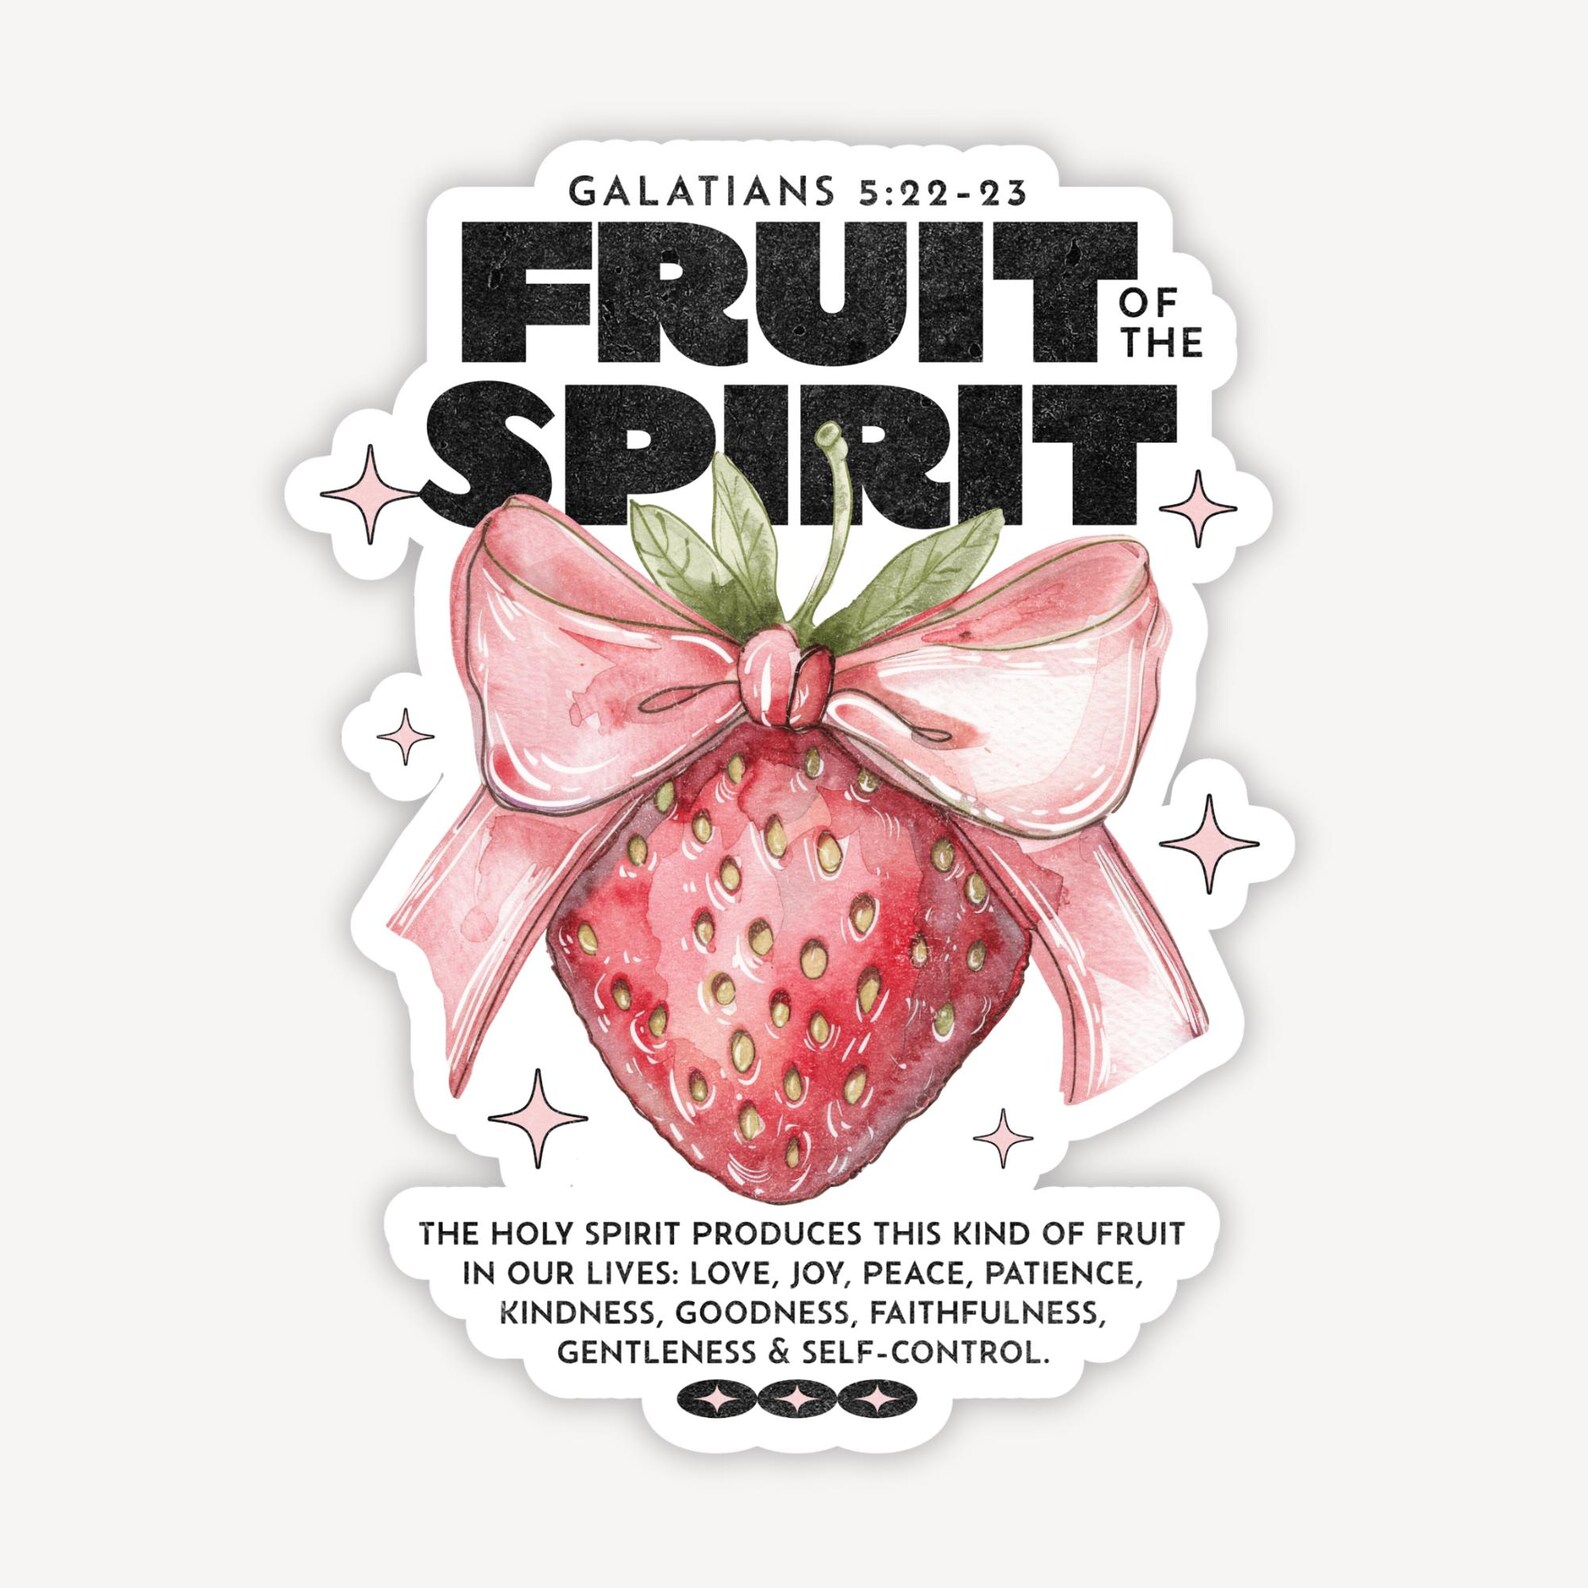 GALATIANS 5:22-23
FRUIT
OF
THE
SPIRIT
THE HOLY SPIRIT PRODUCES THIS KIND OF FRUIT
IN OUR LIVES: LOVE, JOY, PEACE, PATIENCE,
KINDNESS, GOODNESS, FAITHFULNESS,
GENTLENESS & SELF-CONTROL.